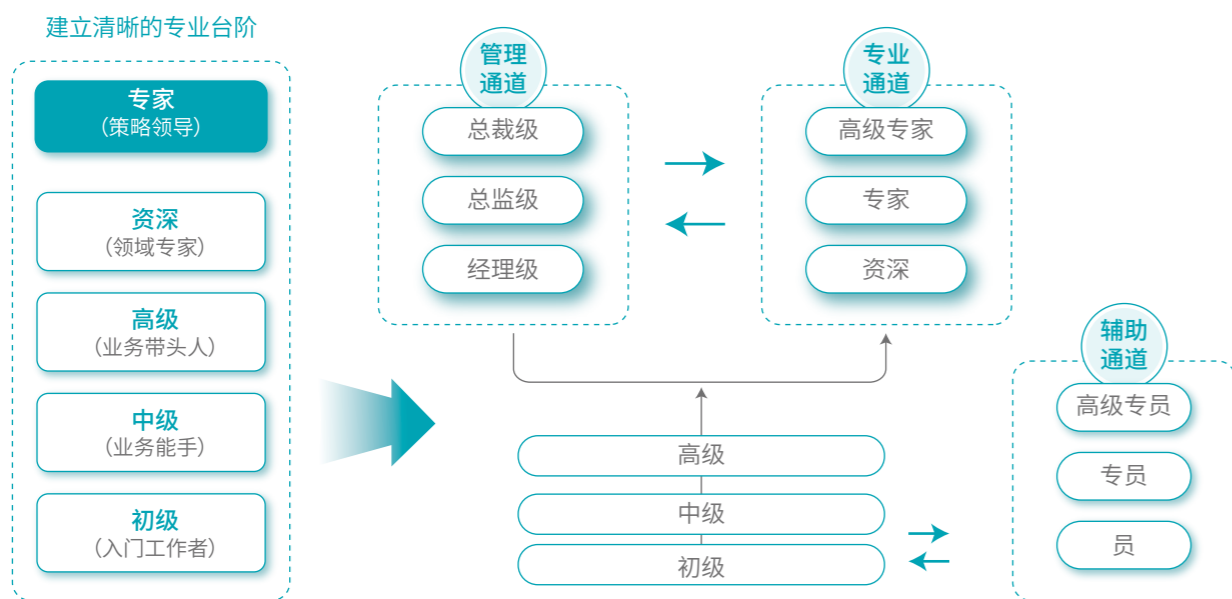 建立清晰的专业台阶
专家
(策略领导)
资深
(领域专家)
高级
(业务带头人)
中级
(业务能手)
初级
(入门工作者)
管理
通道
总裁级
总监级
经理级
专业
通道
高级专家
专家
资深
高级
中级
初级
辅助
通道
高级专员
专员
员